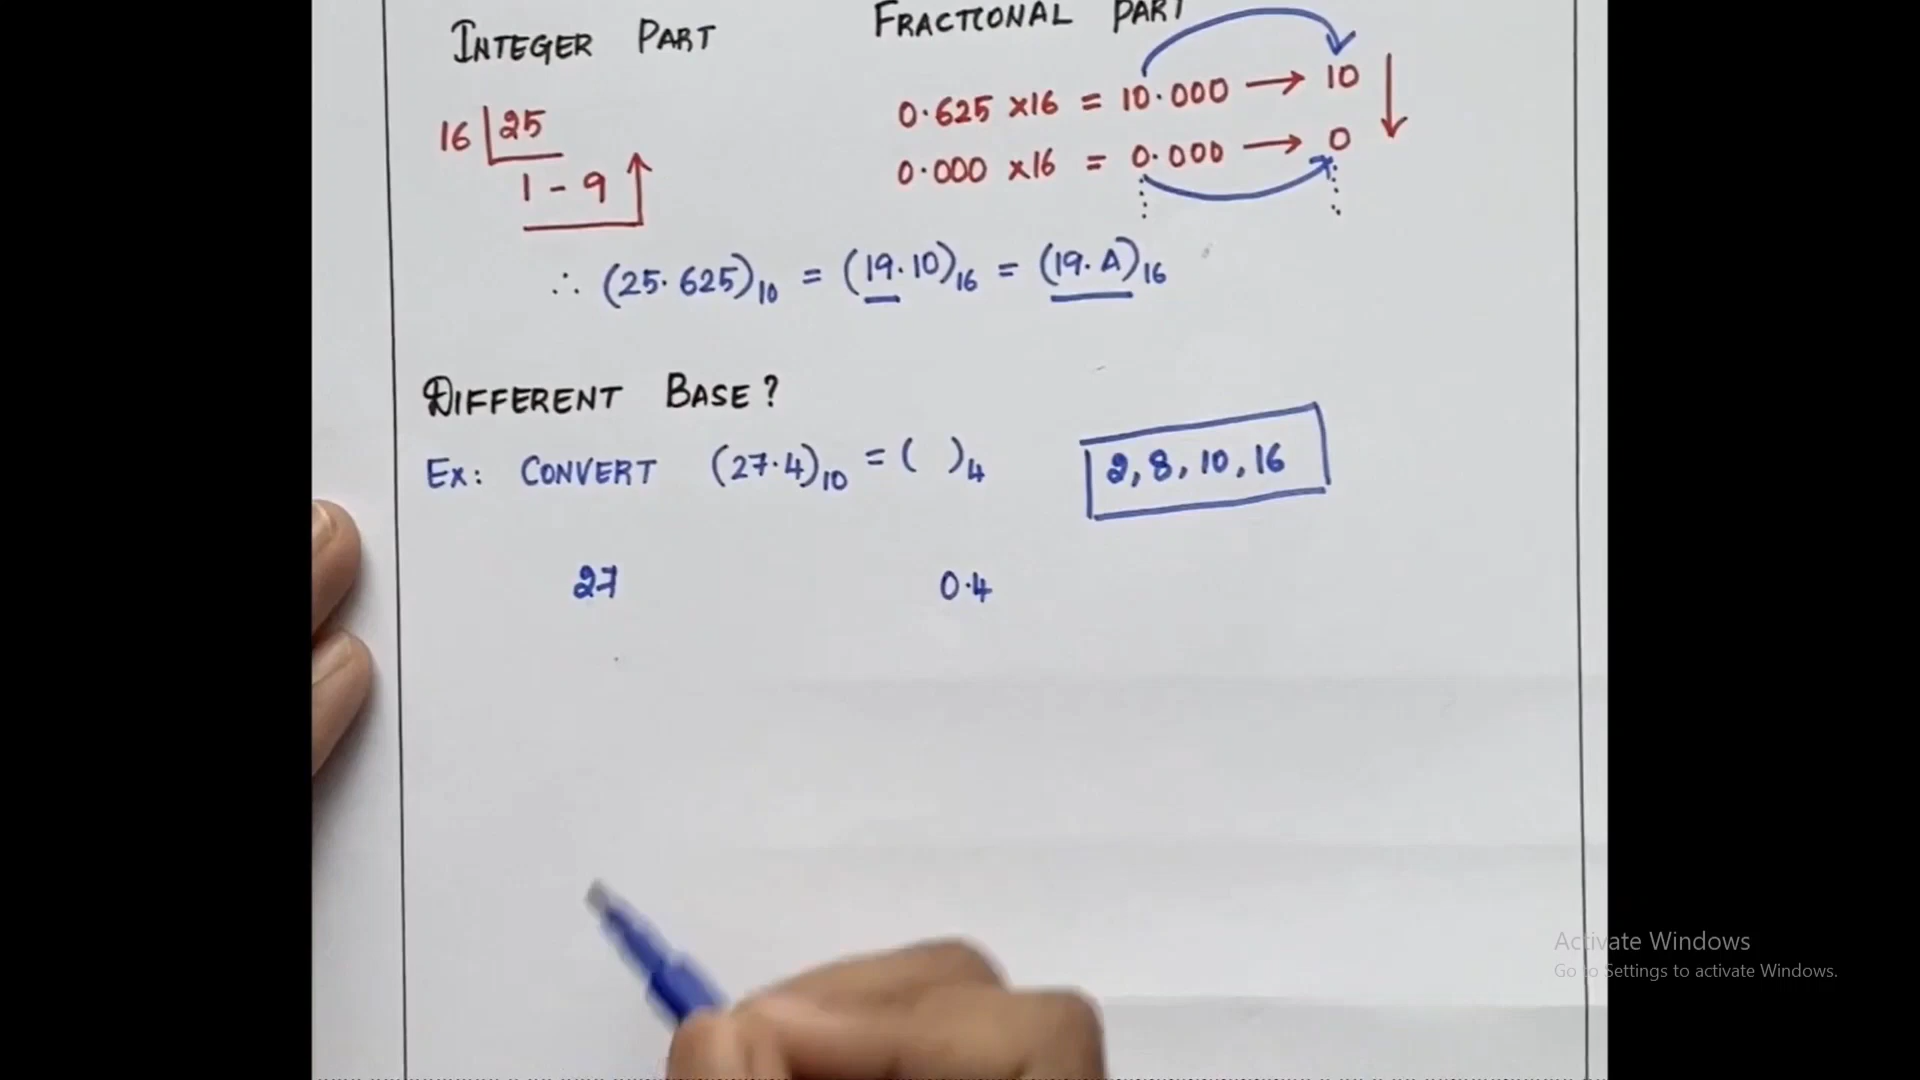 INTEGER PART
FRACTIONAL PART
16 25
1 - 9
0.625 ×16 = 10.000 → 10
0.000 ×16 = 0.000 → 0
∴ (25.625)10 = (19.10)16 = (19.A)16
DIFFERENT BASE?
EX: CONVERT (27.4)10 = ( )4
2, 8, 10, 16
27
0.4
Activate Windows
Go to Settings to activate Windows.